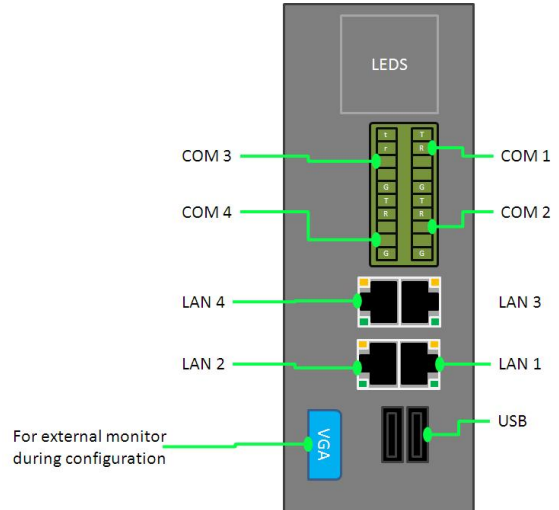 LEDS
t T
r R
COM 3
COM 1
G G
T T
R R
COM 4
COM 2
G G
LAN 4
LAN 3
LAN 2
LAN 1
USB
For external monitor
during configuration
VGA